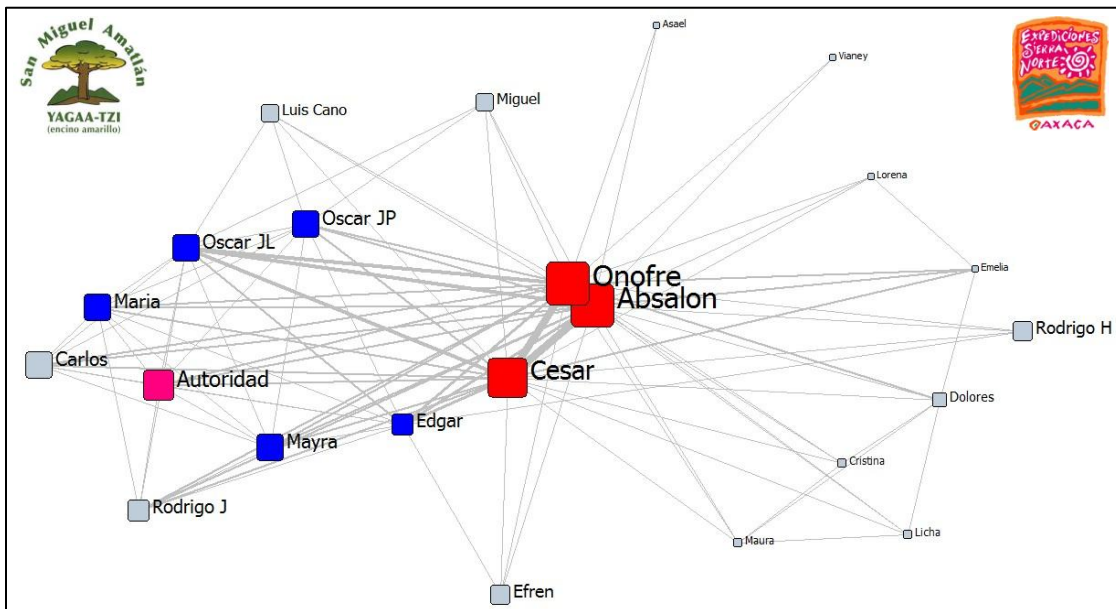 San Miguel Amatlán
YAGAA-TZI
(encino amarillo)
EXPEDICIONES
SIERRA
NORTE
OAXACA
Asael
Vianey
Miguel
Luis Cano
Lorena
Oscar JP
Oscar JL
Onofre
Emelia
Absalon
Maria
Rodrigo H
Carlos
Cesar
Autoridad
Dolores
Edgar
Mayra
Cristina
Rodrigo J
Licha
Maura
Efren